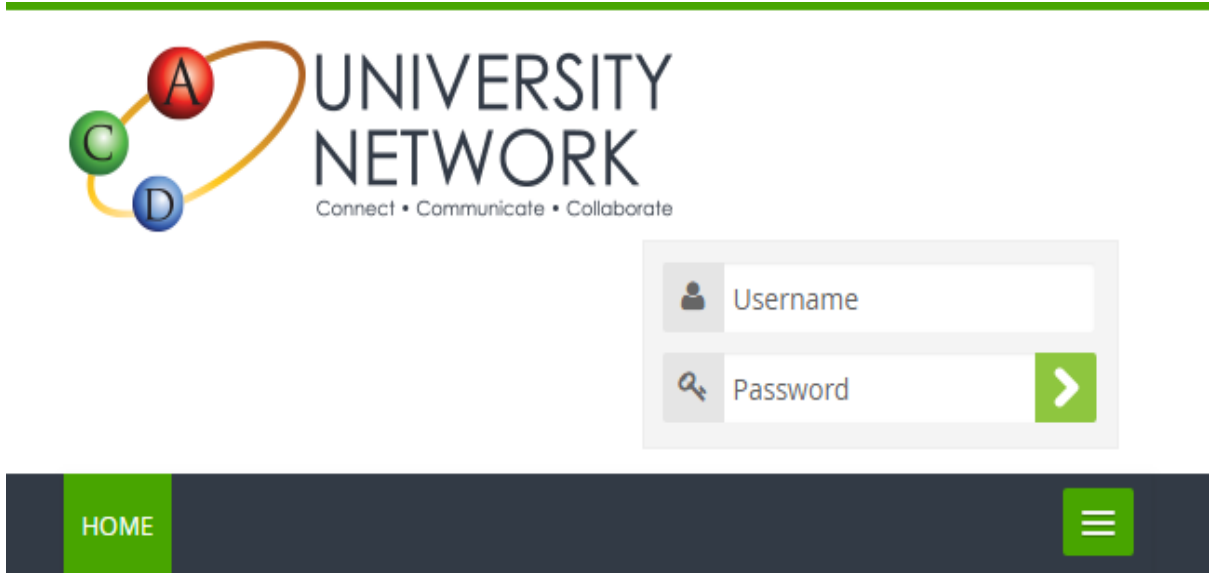 A
C
D
UNIVERSITY
NETWORK
Connect • Communicate • Collaborate
Username
Password
HOME